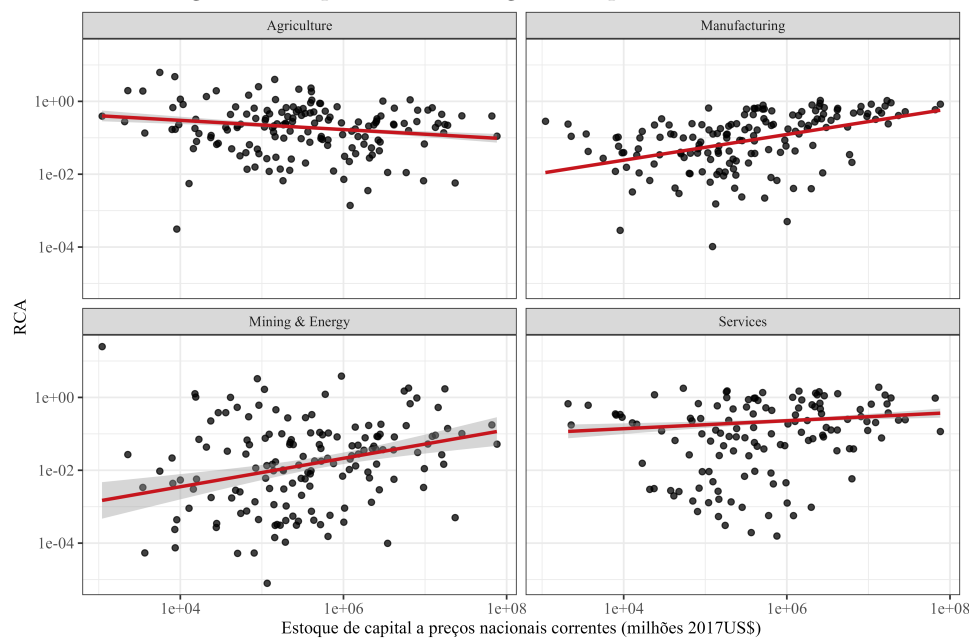 Agriculture
Manufacturing
1e+00
1e-02
1e-04
Mining & Energy
Services
1e+00
1e-02
1e-04
RCA
1e+04
1e+06
1e+08
1e+04
1e+06
1e+08
Estoque de capital a preços nacionais correntes (milhões 2017US$)